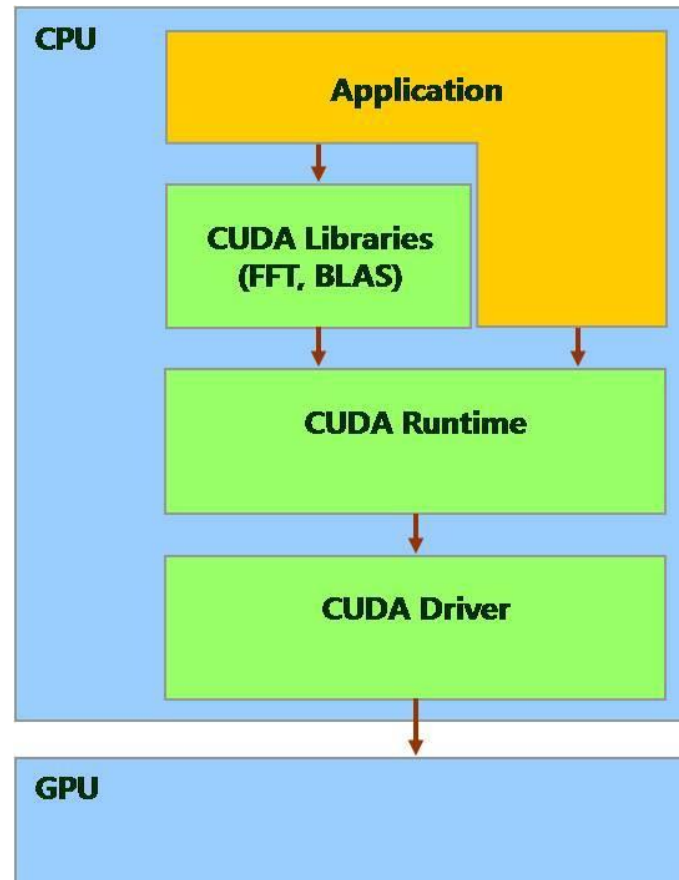 CPU
Application
CUDA Libraries
(FFT, BLAS)
CUDA Runtime
CUDA Driver
GPU